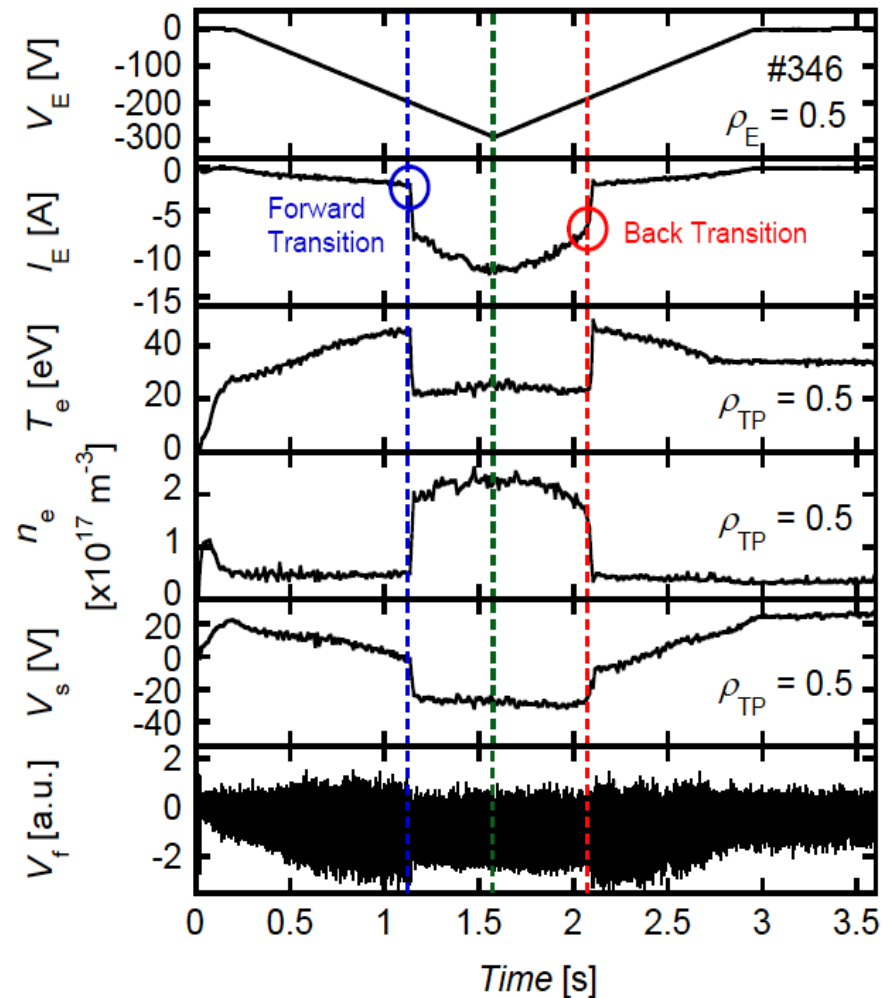 V_E [V]
0
-100
-200
-300
#346
ρ_E = 0.5
I_E [A]
0
-5
-10
-15
Forward
Transition
Back Transition
T_e [eV]
40
20
0
ρ_TP = 0.5
n_e
[x10^17 m^-3]
2
1
0
ρ_TP = 0.5
V_s [V]
20
0
-20
-40
ρ_TP = 0.5
V_f [a.u.]
2
0
-2
0 0.5 1 1.5 2 2.5 3 3.5
Time [s]